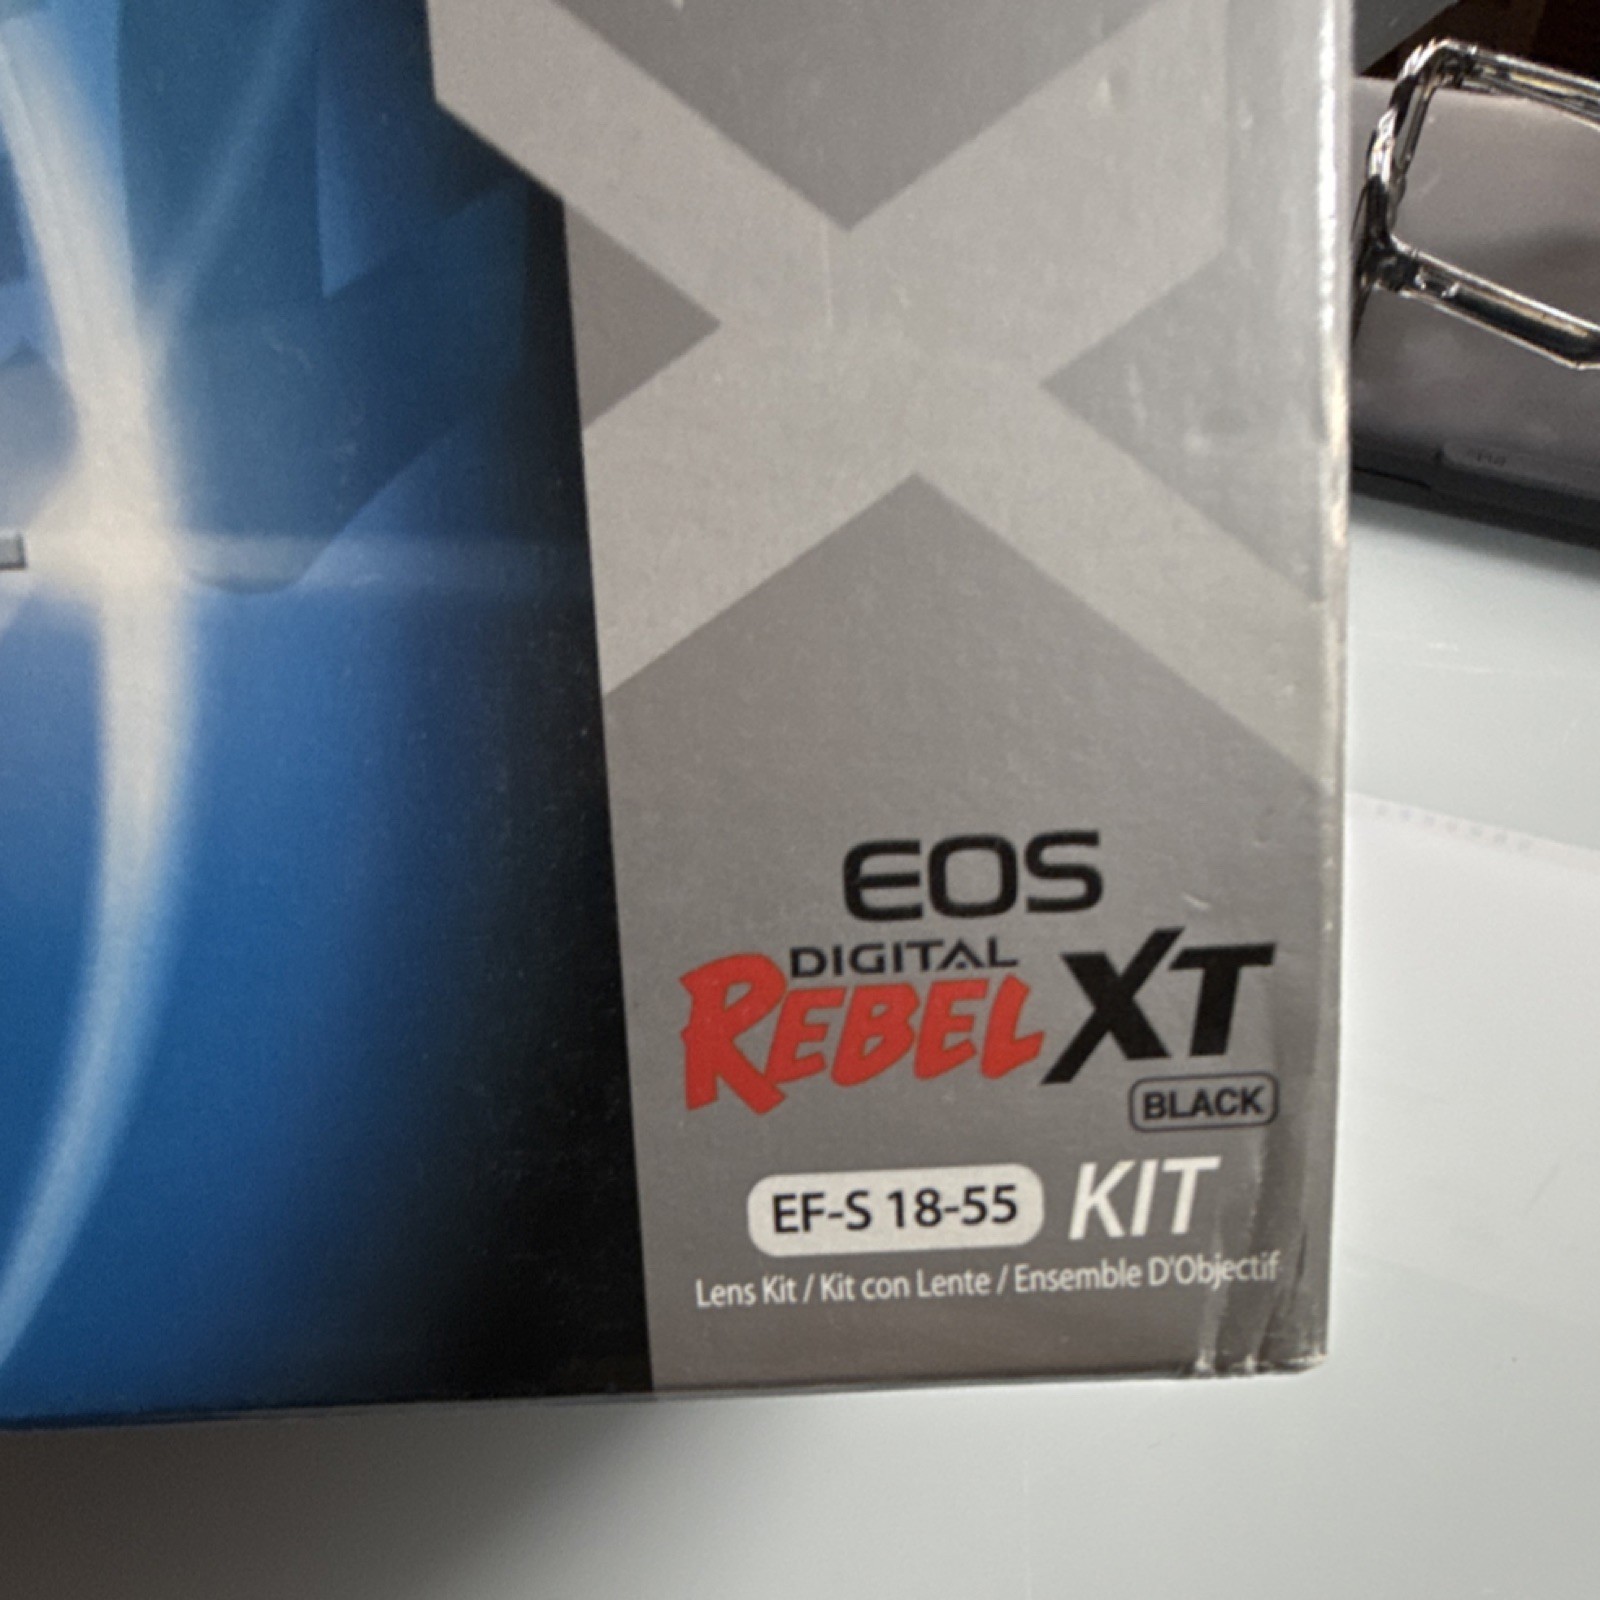 EOS
DIGITAL
REBEL XT
BLACK
EF-S 18-55 KIT
Lens Kit / Kit con Lente / Ensemble D'Objectif